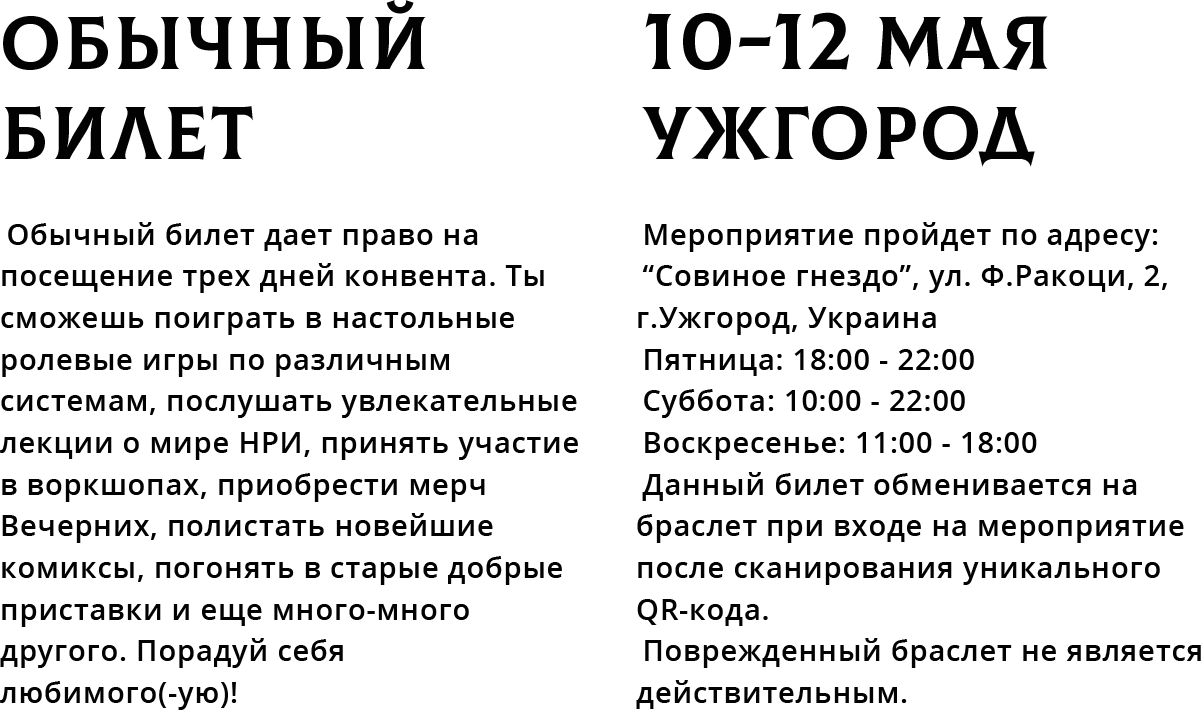 ОБЫЧНЫЙ
БИЛЕТ
Обычный билет дает право на
посещение трех дней конвента. Ты
сможешь поиграть в настольные
ролевые игры по различным
системам, послушать увлекательные
лекции о мире НРИ, принять участие
в воркшопах, приобрести мерч
Вечерних, полистать новейшие
комиксы, погонять в старые добрые
приставки и еще много-много
другого. Порадуй себя
любимого(-ую)!
10-12 МАЯ
УЖГОРОД
Мероприятие пройдет по адресу:
“Совиное гнездо”, ул. Ф.Ракоци, 2,
г.Ужгород, Украина
Пятница: 18:00 - 22:00
Суббота: 10:00 - 22:00
Воскресенье: 11:00 - 18:00
Данный билет обменивается на
браслет при входе на мероприятие
после сканирования уникального
QR-кода.
Поврежденный браслет не является
действительным.